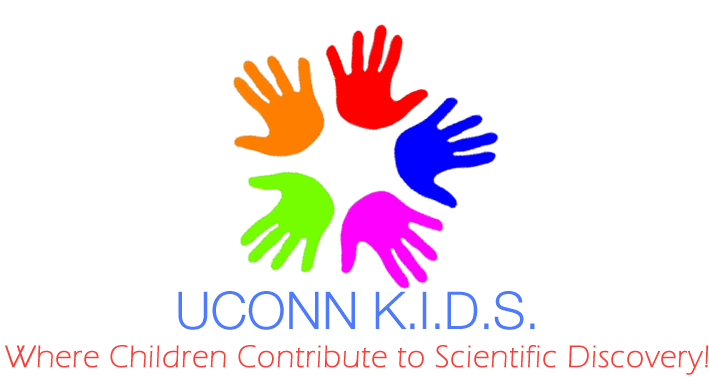 UCONN K.I.D.S.
Where Children Contribute to Scientific Discovery!